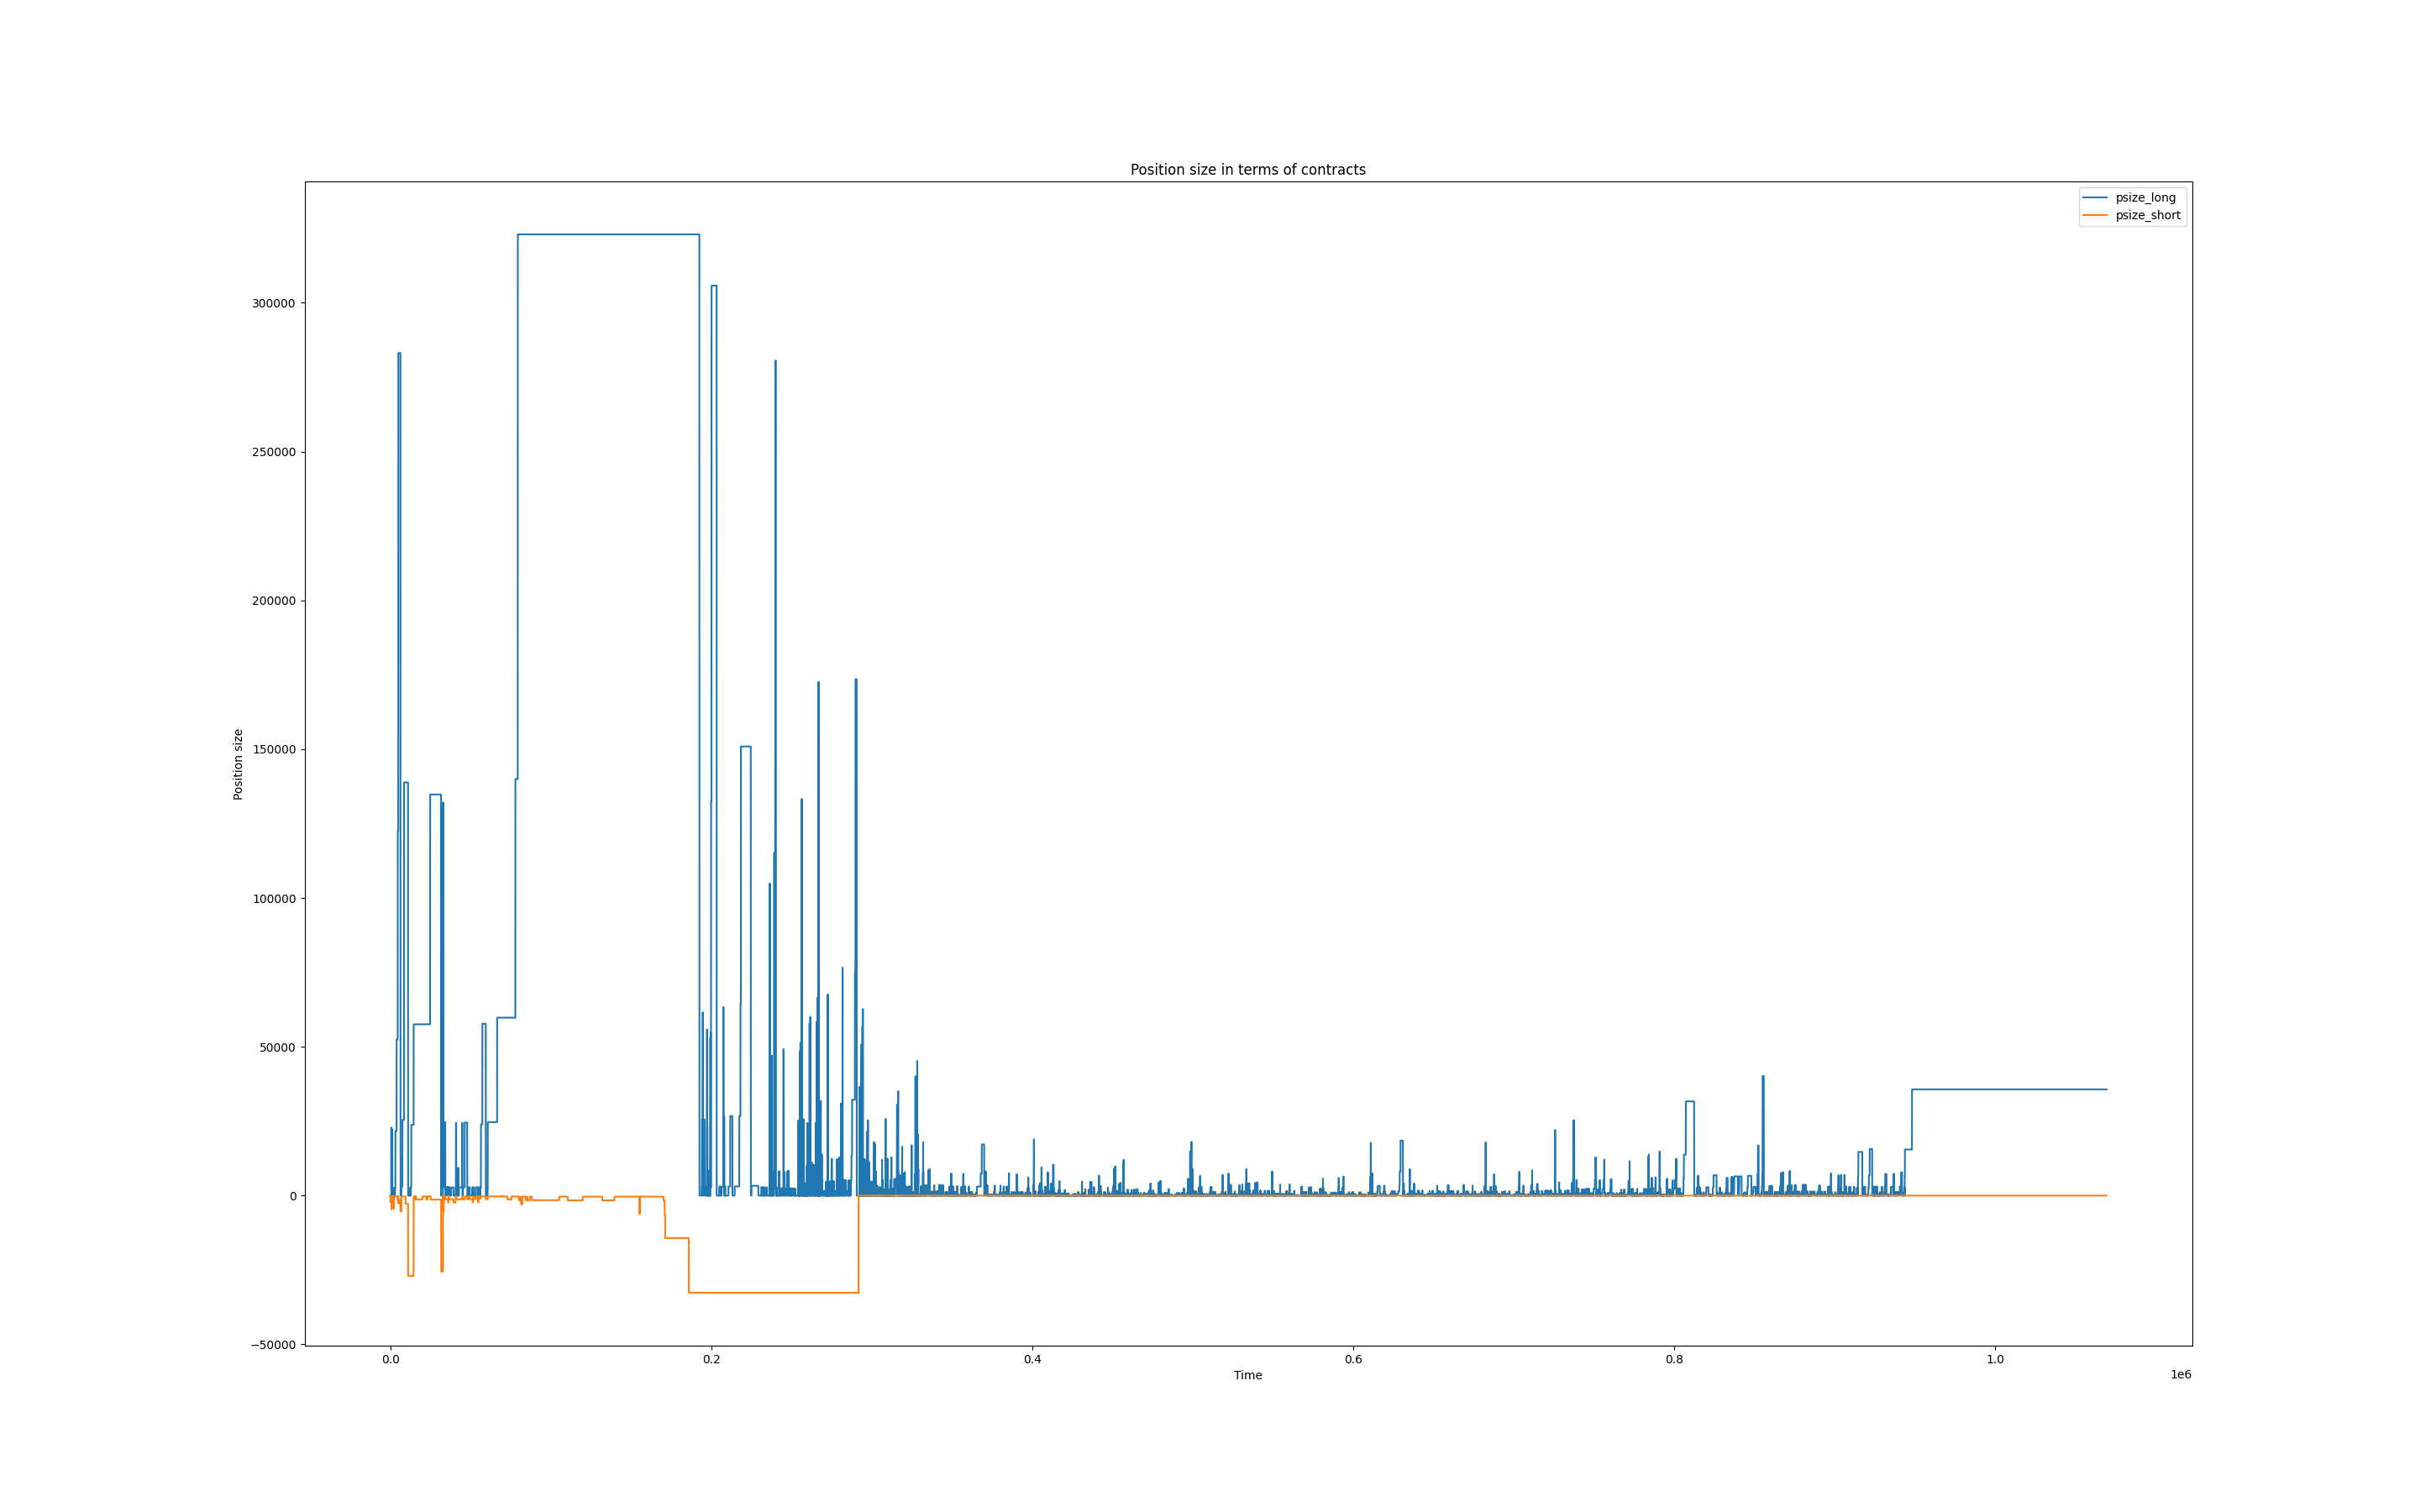 Position size in terms of contracts
psize_long
psize_short
300000
250000
200000
150000
100000
50000
0
−50000
Position size
0.0
0.2
0.4
0.6
0.8
1.0
Time
1e6